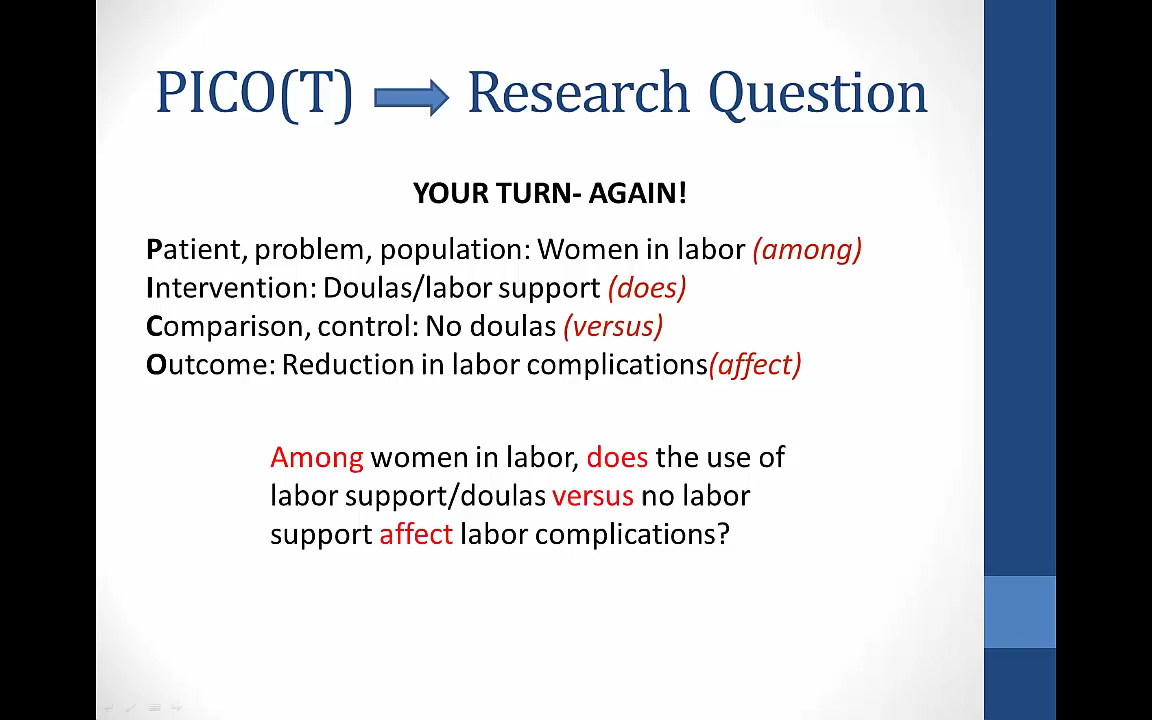 PICO(T) Research Question
YOUR TURN- AGAIN!
Patient, problem, population: Women in labor (among)
Intervention: Doulas/labor support (does)
Comparison, control: No doulas (versus)
Outcome: Reduction in labor complications(affect)
Among women in labor, does the use of
labor support/doulas versus no labor
support affect labor complications?